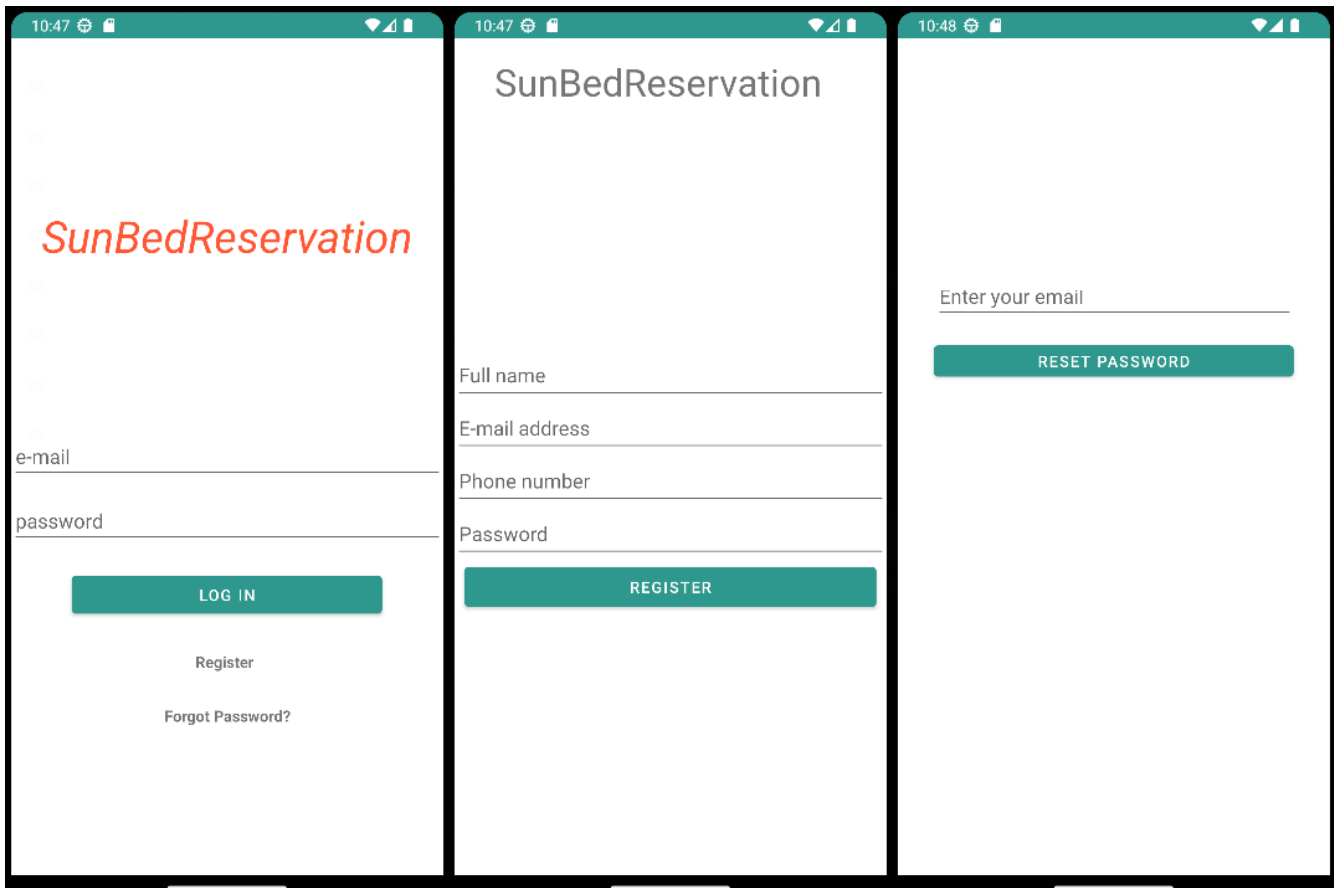 10:47
SunBedReservation
e-mail
password
LOG IN
Register
Forgot Password?
10:47
SunBedReservation
Full name
E-mail address
Phone number
Password
REGISTER
10:48
Enter your email
RESET PASSWORD